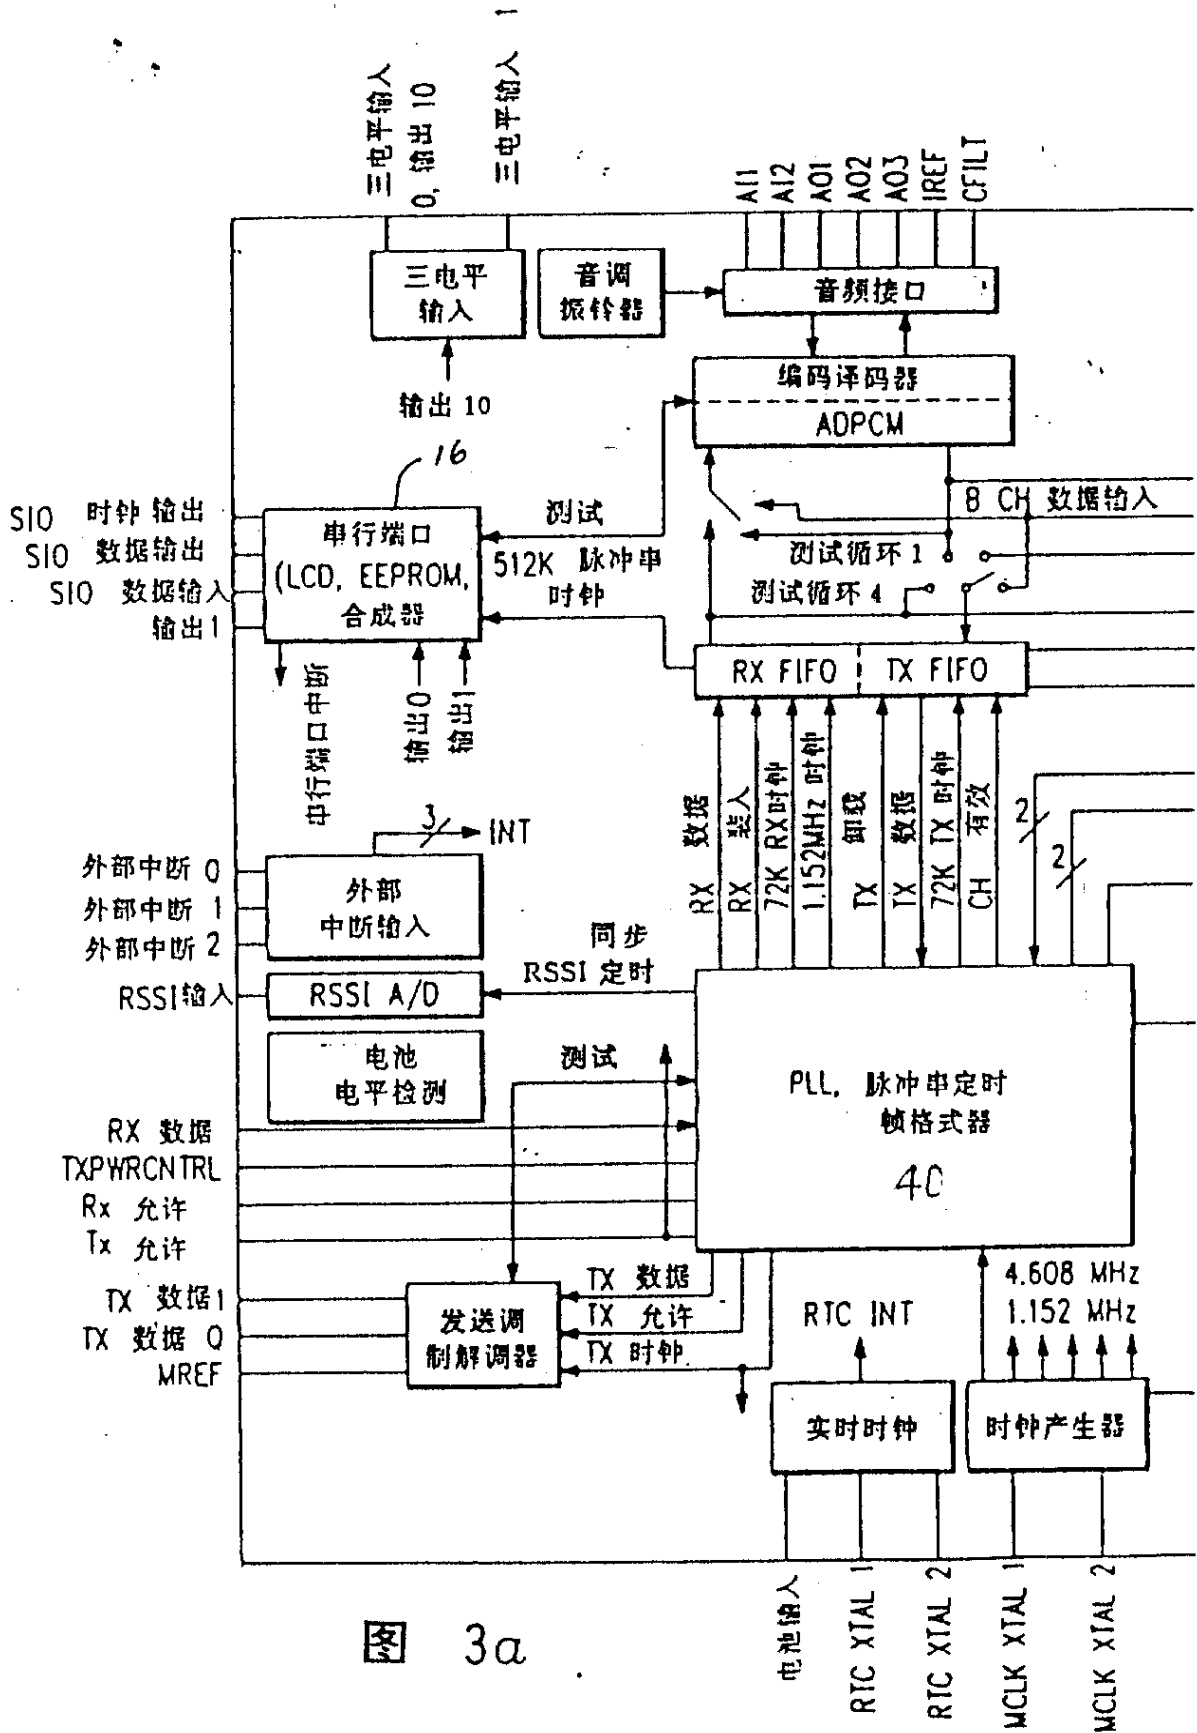 三电平输入
0, 输出 10
三电平输入 1
AI1
AI2
AO1
AO2
AO3
IREF
CFILT
三电平
输入
音调
振铃器
音频接口
输出 10
编码译码器
ADPCM
16
SIO 时钟输出
SIO 数据输出
SIO 数据输入
输出1
串行端口
(LCD, EEPROM,
合成器
测试
512K 脉冲串
时钟
B CH 数据输入
测试循环 1
测试循环 4
RX FIFO
TX FIFO
串行端口中断
输出0
输出1
RX 数据
RX 装入
72K RX时钟
1.152MHz 时钟
TX 卸载
TX 数据
72K TX 时钟
CH 有效
2
2
3
INT
外部中断 0
外部中断 1
外部中断 2
外部
中断输入
同步
RSSI 定时
RSSI输入
RSSI A/D
电池
电平检测
测试
PLL, 脉冲串定时
帧格式器
40
RX 数据
TXPWRCNTRL
Rx 允许
Tx 允许
TX 数据1
TX 数据 Q
MREF
发送调
制解调器
TX 数据
TX 允许
TX 时钟
RTC INT
4.608 MHz
1.152 MHz
实时时钟
时钟产生器
电池输入
RTC XTAL 1
RTC XTAL 2
MCLK XTAL 1
MCLK XTAL 2
图 3a